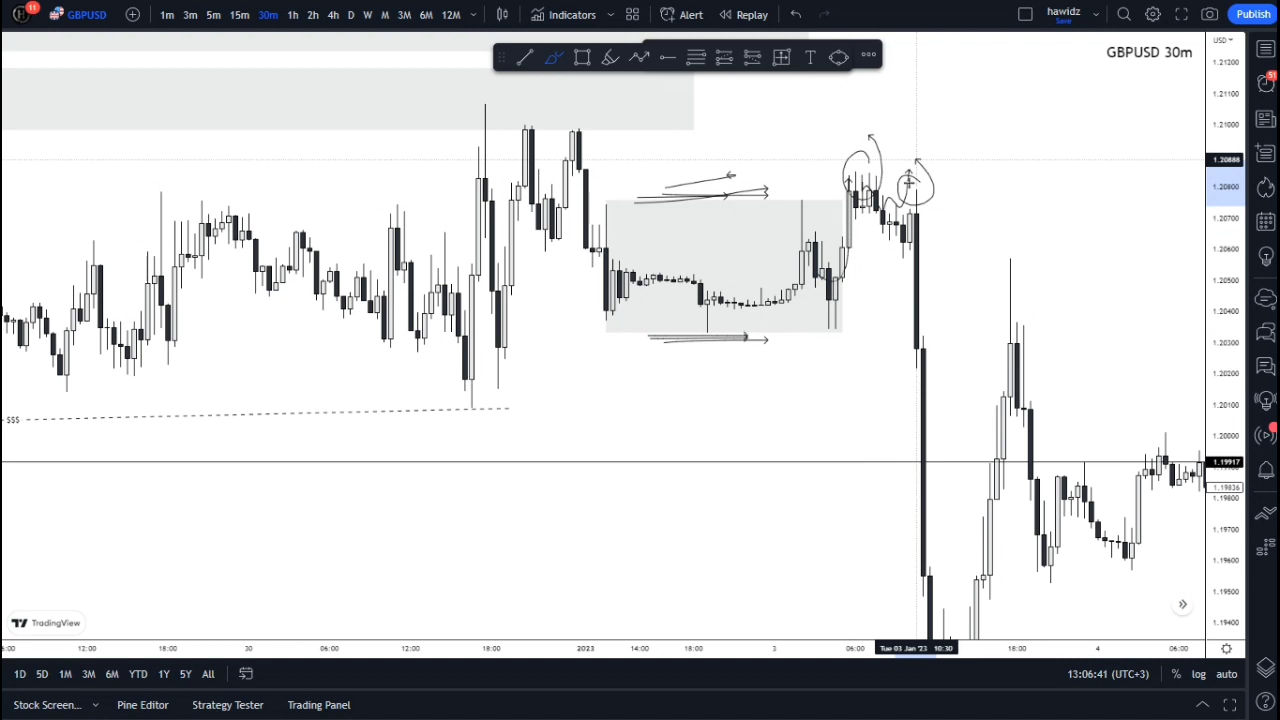 11
GBPUSD
1m 3m 5m 15m 30m 1h 2h 4h D W M 3M 6M 12M
Indicators
Alert
Replay
hawidz
Save
Publish
USD
GBPUSD 30m
51
1.21200
1.21100
1.21000
1.20888
1.20800
1.20700
1.20600
1.20500
1.20400
1.20300
1.20200
1.20100
1.20000
1.19917
1.19836
1.19800
1.19700
1.19600
1.19500
1.19400
$$$
TradingView
12:00 18:00 30 06:00 12:00 18:00 2023 14:00 18:00 3 06:00 Tue 03 Jan '23 10:30 18:00 4 06:00
1D 5D 1M 3M 6M YTD 1Y 5Y All
13:06:41 (UTC+3) % log auto
Stock Screen... Pine Editor Strategy Tester Trading Panel